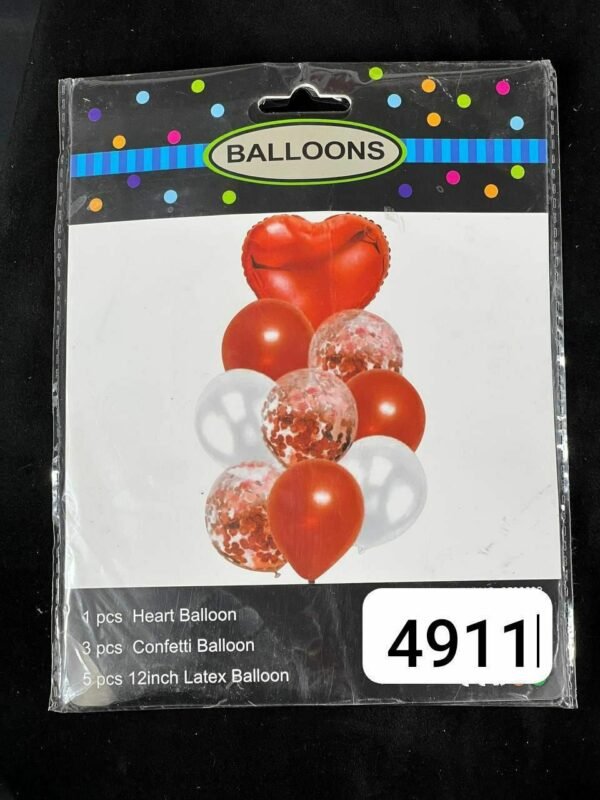 BALLOONS
1 pcs Heart Balloon
3 pcs Confetti Balloon
5 pcs 12inch Latex Balloon
4911